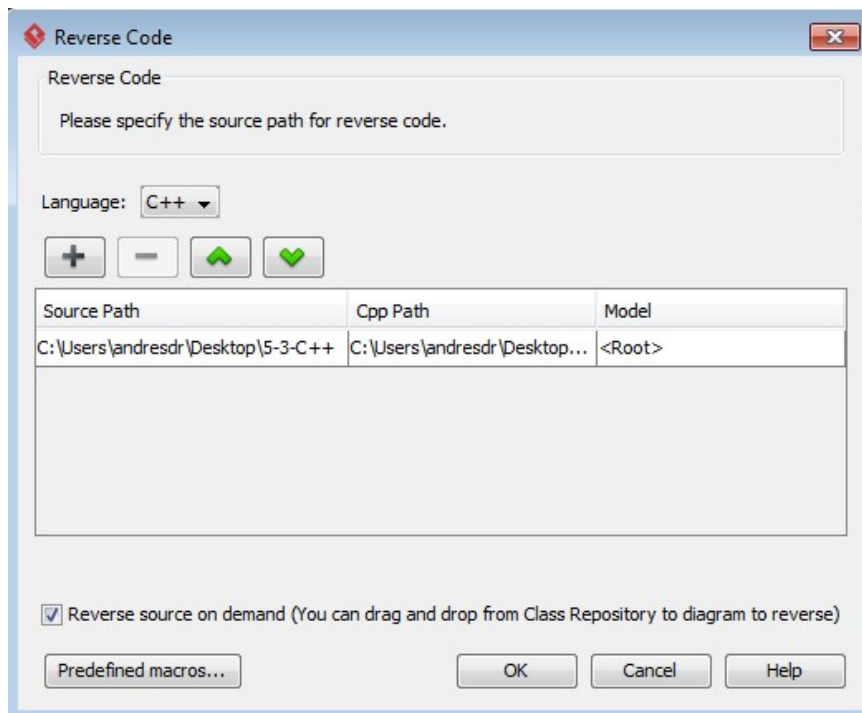 Reverse Code
Reverse Code
Please specify the source path for reverse code.
Language: C++
Source Path Cpp Path Model
C:\Users\andresdr\Desktop\5-3-C++ C:\Users\andresdr\Desktop... <Root>
Reverse source on demand (You can drag and drop from Class Repository to diagram to reverse)
Predefined macros... OK Cancel Help